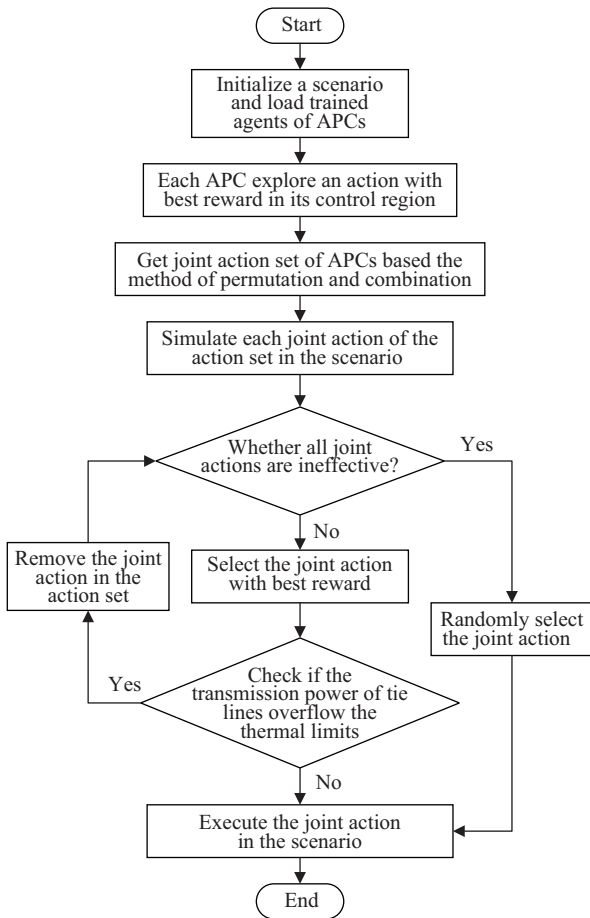 Start
Initialize a scenario
and load trained
agents of APCs
Each APC explore an action with
best reward in its control region
Get joint action set of APCs based the
method of permutation and combination
Simulate each joint action of the
action set in the scenario
Whether all joint
actions are ineffective?
Yes
No
Remove the joint
action in the
action set
Select the joint action
with best reward
Randomly select
the joint action
Yes
Check if the
transmission power of tie
lines overflow the
thermal limits
No
Execute the joint action
in the scenario
End